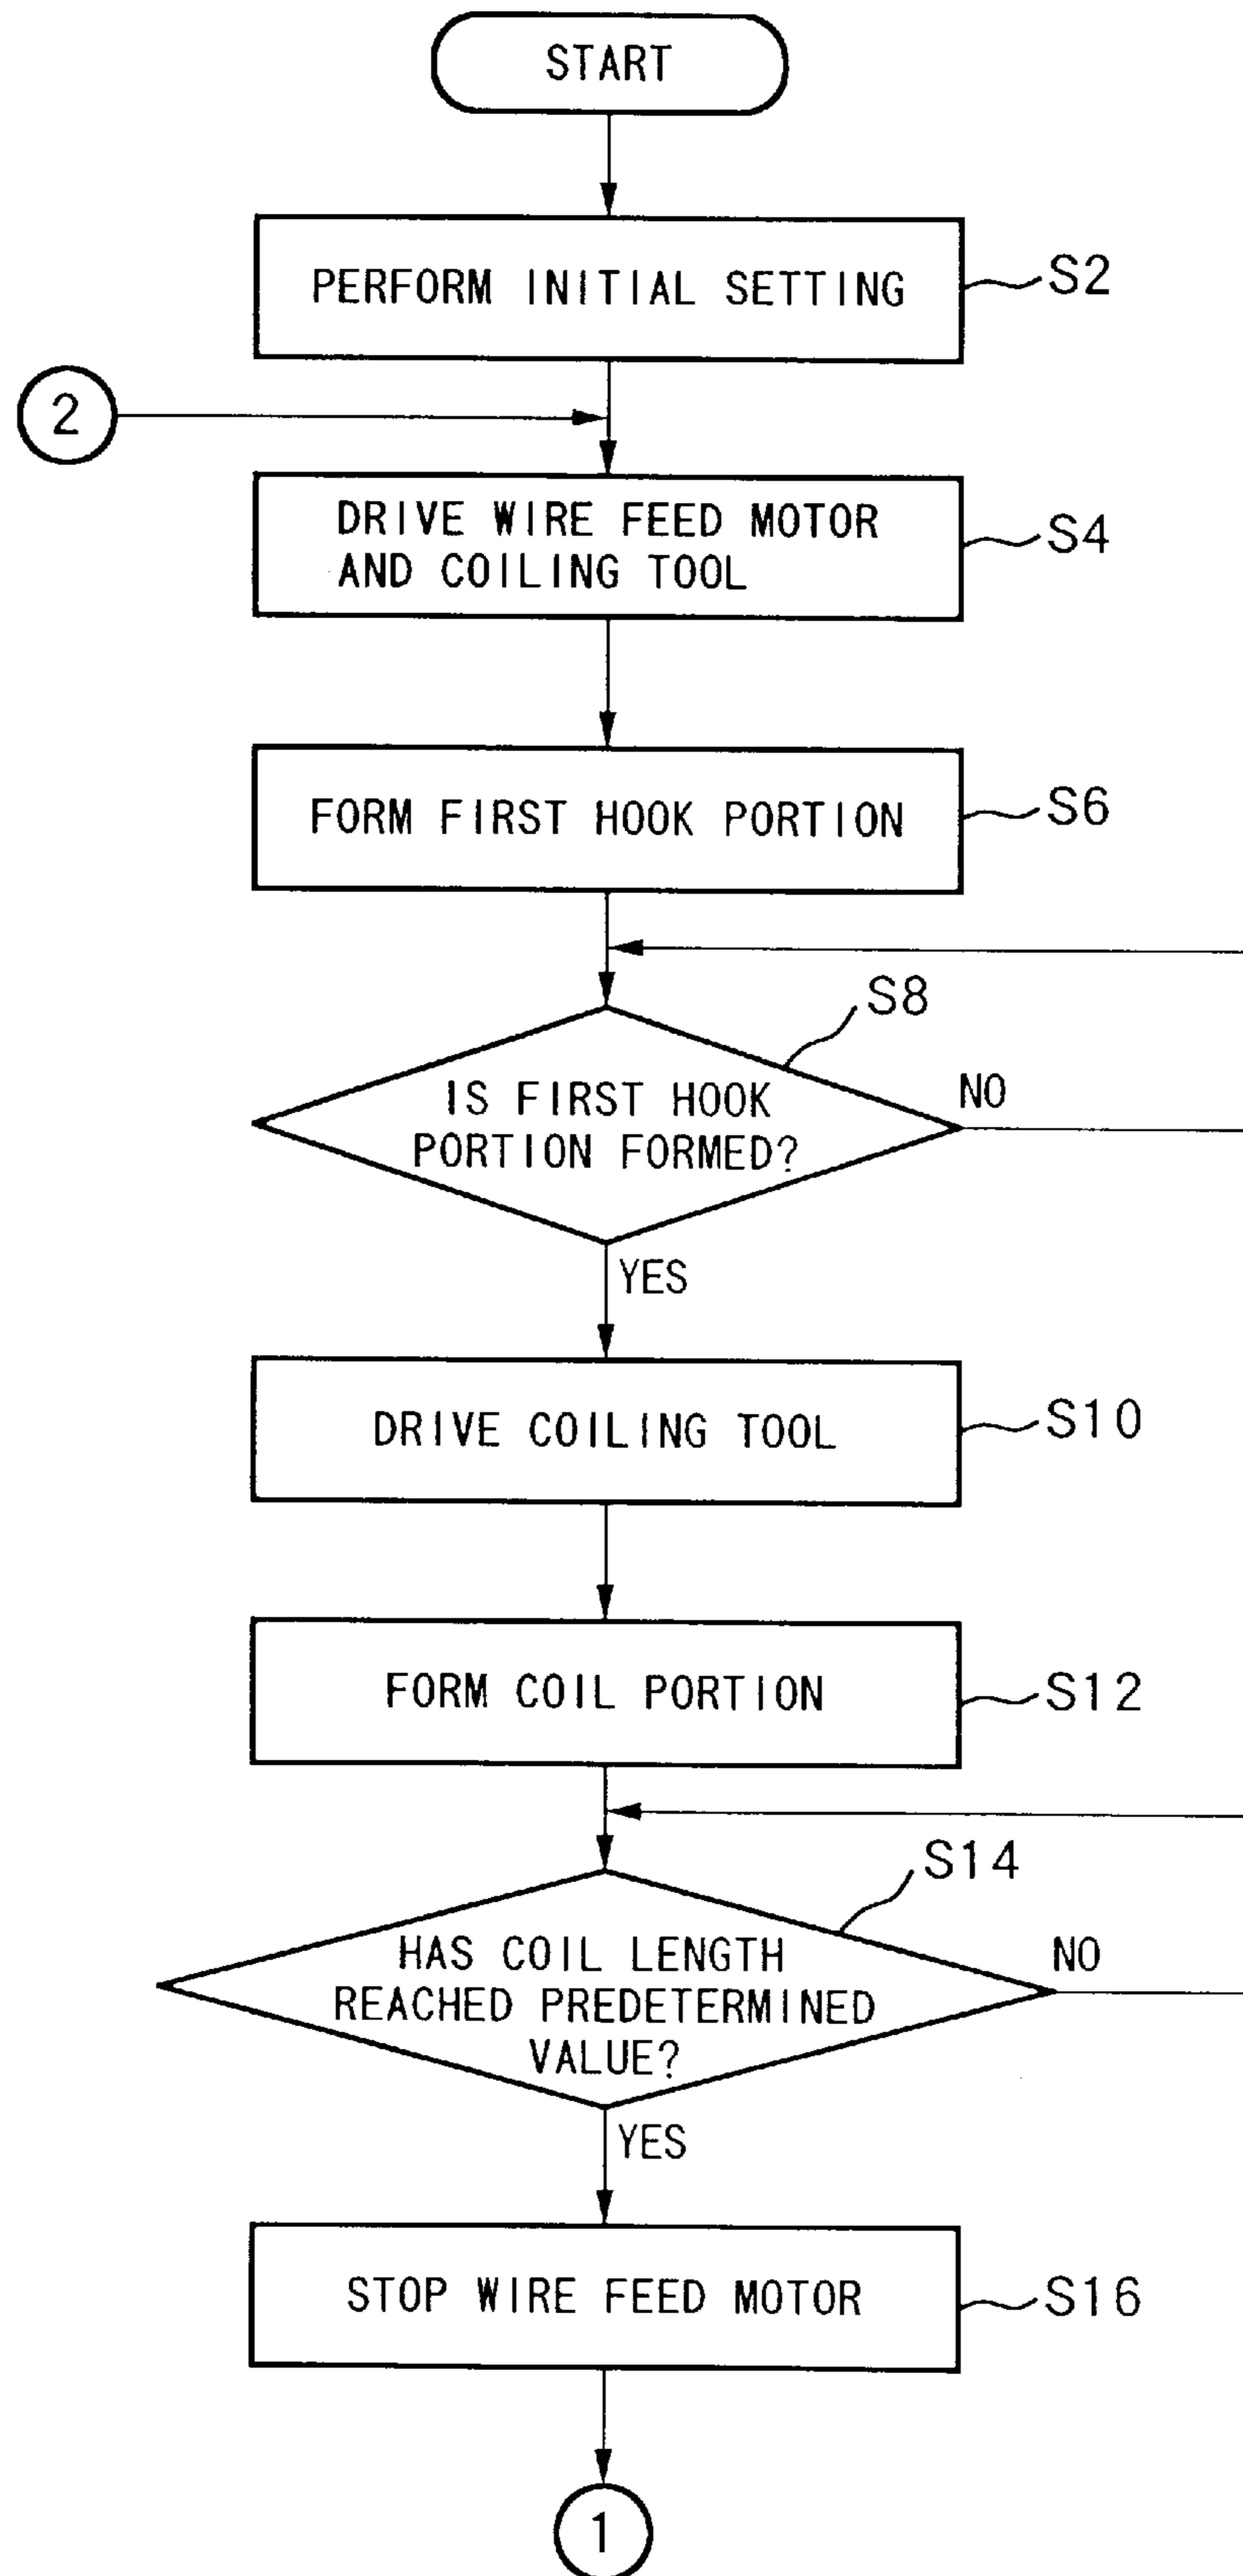 START
PERFORM INITIAL SETTING
S2
2
DRIVE WIRE FEED MOTOR
AND COILING TOOL
S4
FORM FIRST HOOK PORTION
S6
S8
IS FIRST HOOK
PORTION FORMED?
NO
YES
DRIVE COILING TOOL
S10
FORM COIL PORTION
S12
S14
HAS COIL LENGTH
REACHED PREDETERMINED
VALUE?
NO
YES
STOP WIRE FEED MOTOR
S16
1